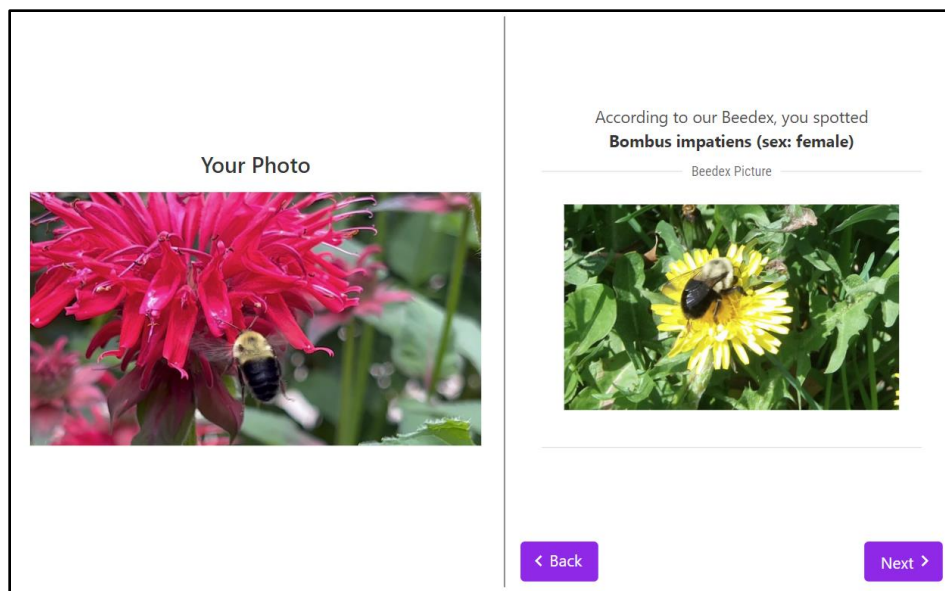 Your Photo
According to our Beedex, you spotted
Bombus impatiens (sex: female)
Beedex Picture
Back
Next